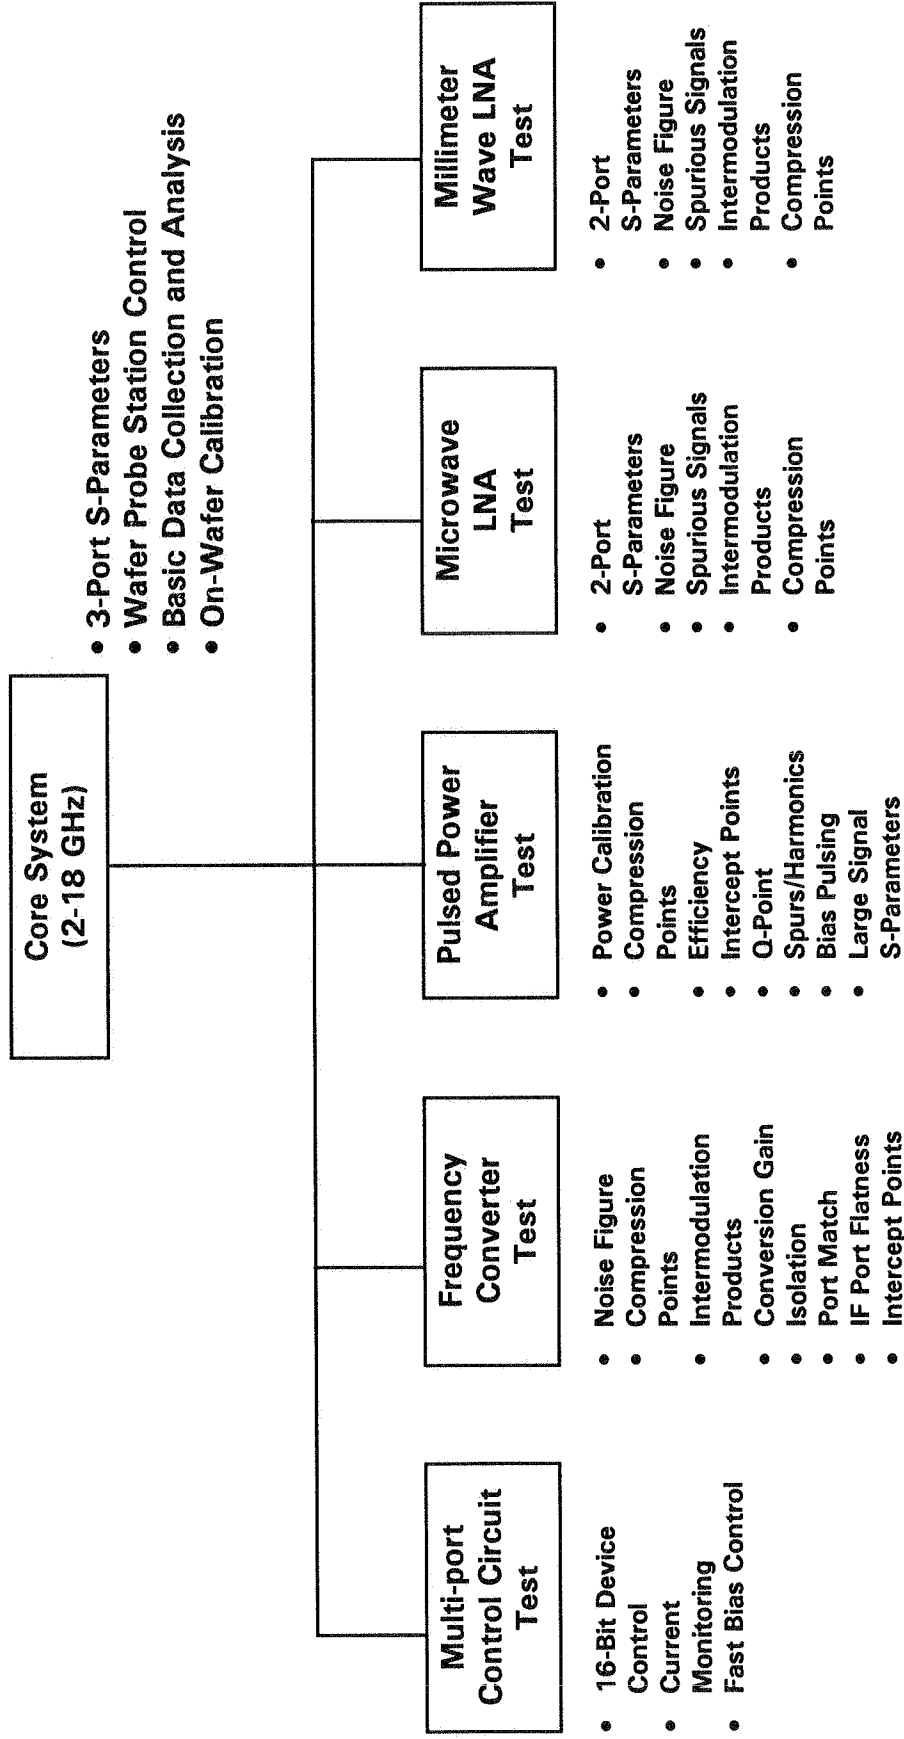 Core System
(2-18 GHz)
• 3-Port S-Parameters
• Wafer Probe Station Control
• Basic Data Collection and Analysis
• On-Wafer Calibration
Multi-port
Control Circuit
Test
• 16-Bit Device
Control
• Current
Monitoring
• Fast Bias Control
Frequency
Converter
Test
• Noise Figure
• Compression
Points
• Intermodulation
Products
• Conversion Gain
• Isolation
• Port Match
• IF Port Flatness
• Intercept Points
Pulsed Power
Amplifier
Test
• Power Calibration
• Compression
Points
• Efficiency
• Intercept Points
• Q-Point
• Spurs/Harmonics
• Bias Pulsing
• Large Signal
S-Parameters
Microwave
LNA
Test
• 2-Port
S-Parameters
• Noise Figure
• Spurious Signals
• Intermodulation
Products
• Compression
Points
Millimeter
Wave LNA
Test
• 2-Port
S-Parameters
• Noise Figure
• Spurious Signals
• Intermodulation
Products
• Compression
Points